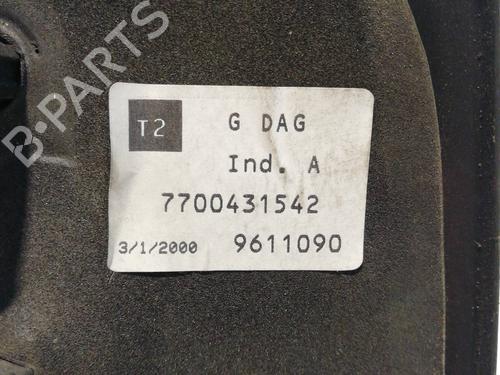 B-PARTS
T2 G DAG
Ind. A
7700431542
3/1/2000 9611090